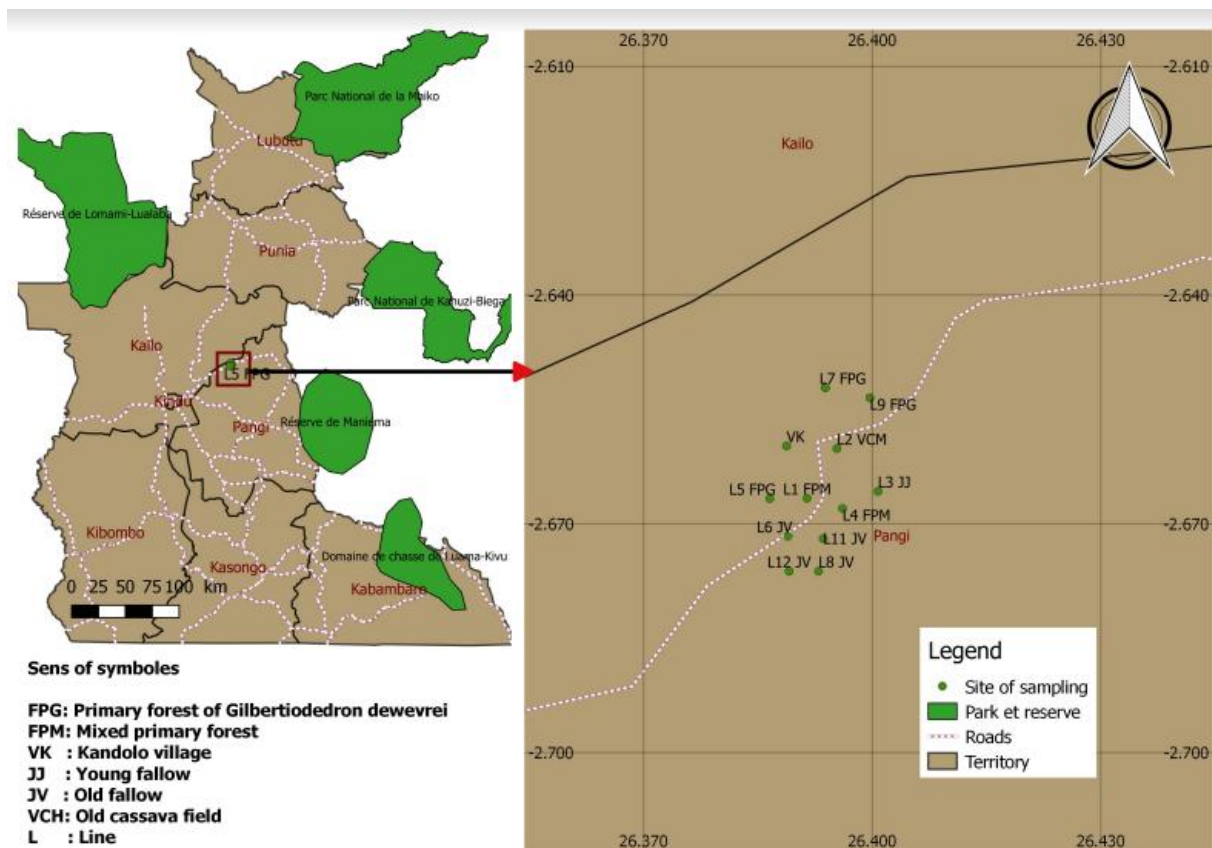 Parc National de la Maiko
Lubutu
Réserve de Lomami-Lualaba
Punia
Parc National de Kahuzi-Biega
Kailo
L5 FPG
Kindu
Pangi
Réserve de Maniema
Kibombo
Kasongo
Domaine de chasse de Luama-Kivu
Kabambare
0 25 50 75 100 km
Sens of symboles
FPG: Primary forest of Gilbertiodedron dewevrei
FPM: Mixed primary forest
VK : Kandolo village
JJ : Young fallow
JV : Old fallow
VCH: Old cassava field
L : Line
26.370 26.400 26.430
-2.610 -2.610
Kailo
-2.640 -2.640
L7 FPG
L9 FPG
VK
L2 VCM
L5 FPG
L1 FPM
L3 JJ
L4 FPM
-2.670 -2.670
L6 JV
L11 JV
Pangi
L12 JV
L8 JV
Legend
Site of sampling
Park et reserve
Roads
Territory
-2.700 -2.700
26.370 26.400 26.430